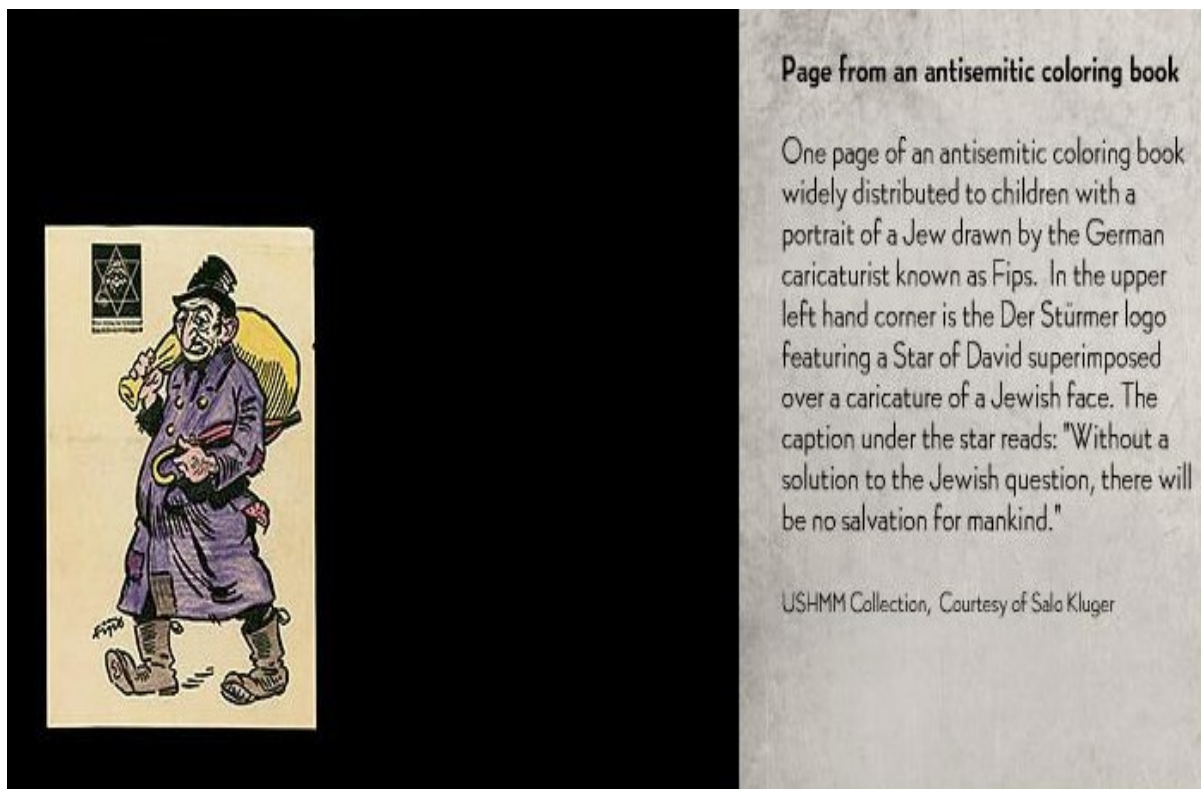 Page from an antisemitic coloring book
One page of an antisemitic coloring book
widely distributed to children with a
portrait of a Jew drawn by the German
caricaturist known as Fips. In the upper
left hand corner is the Der Stürmer logo
featuring a Star of David superimposed
over a caricature of a Jewish face. The
caption under the star reads: "Without a
solution to the Jewish question, there will
be no salvation for mankind."
USHMM Collection, Courtesy of Salo Kluger